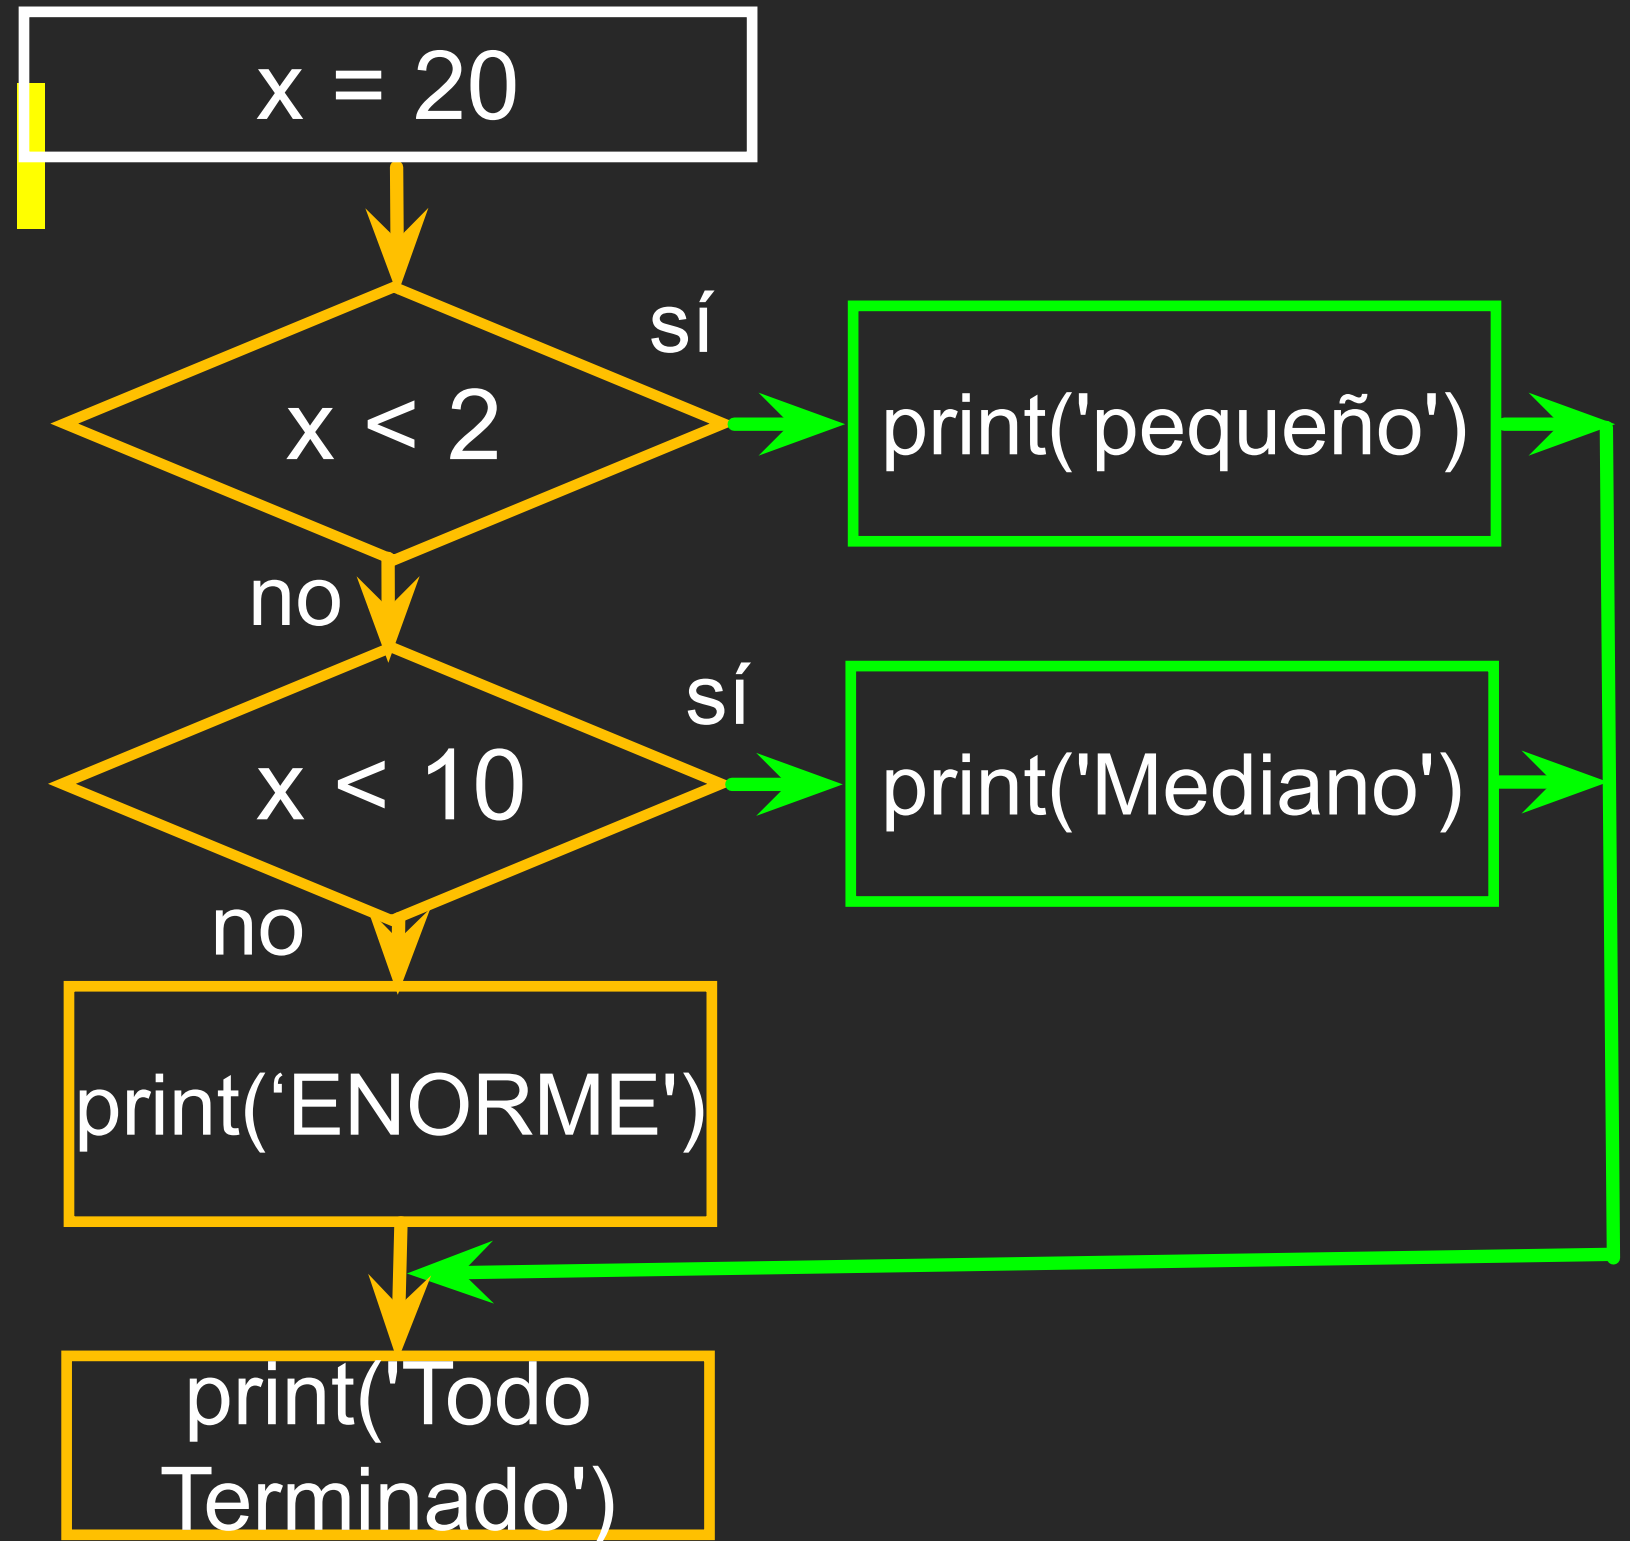 x = 20
sí
x < 2
print('pequeño')
no
sí
x < 10
print('Mediano')
no
print(‘ENORME')
print('Todo
Terminado')